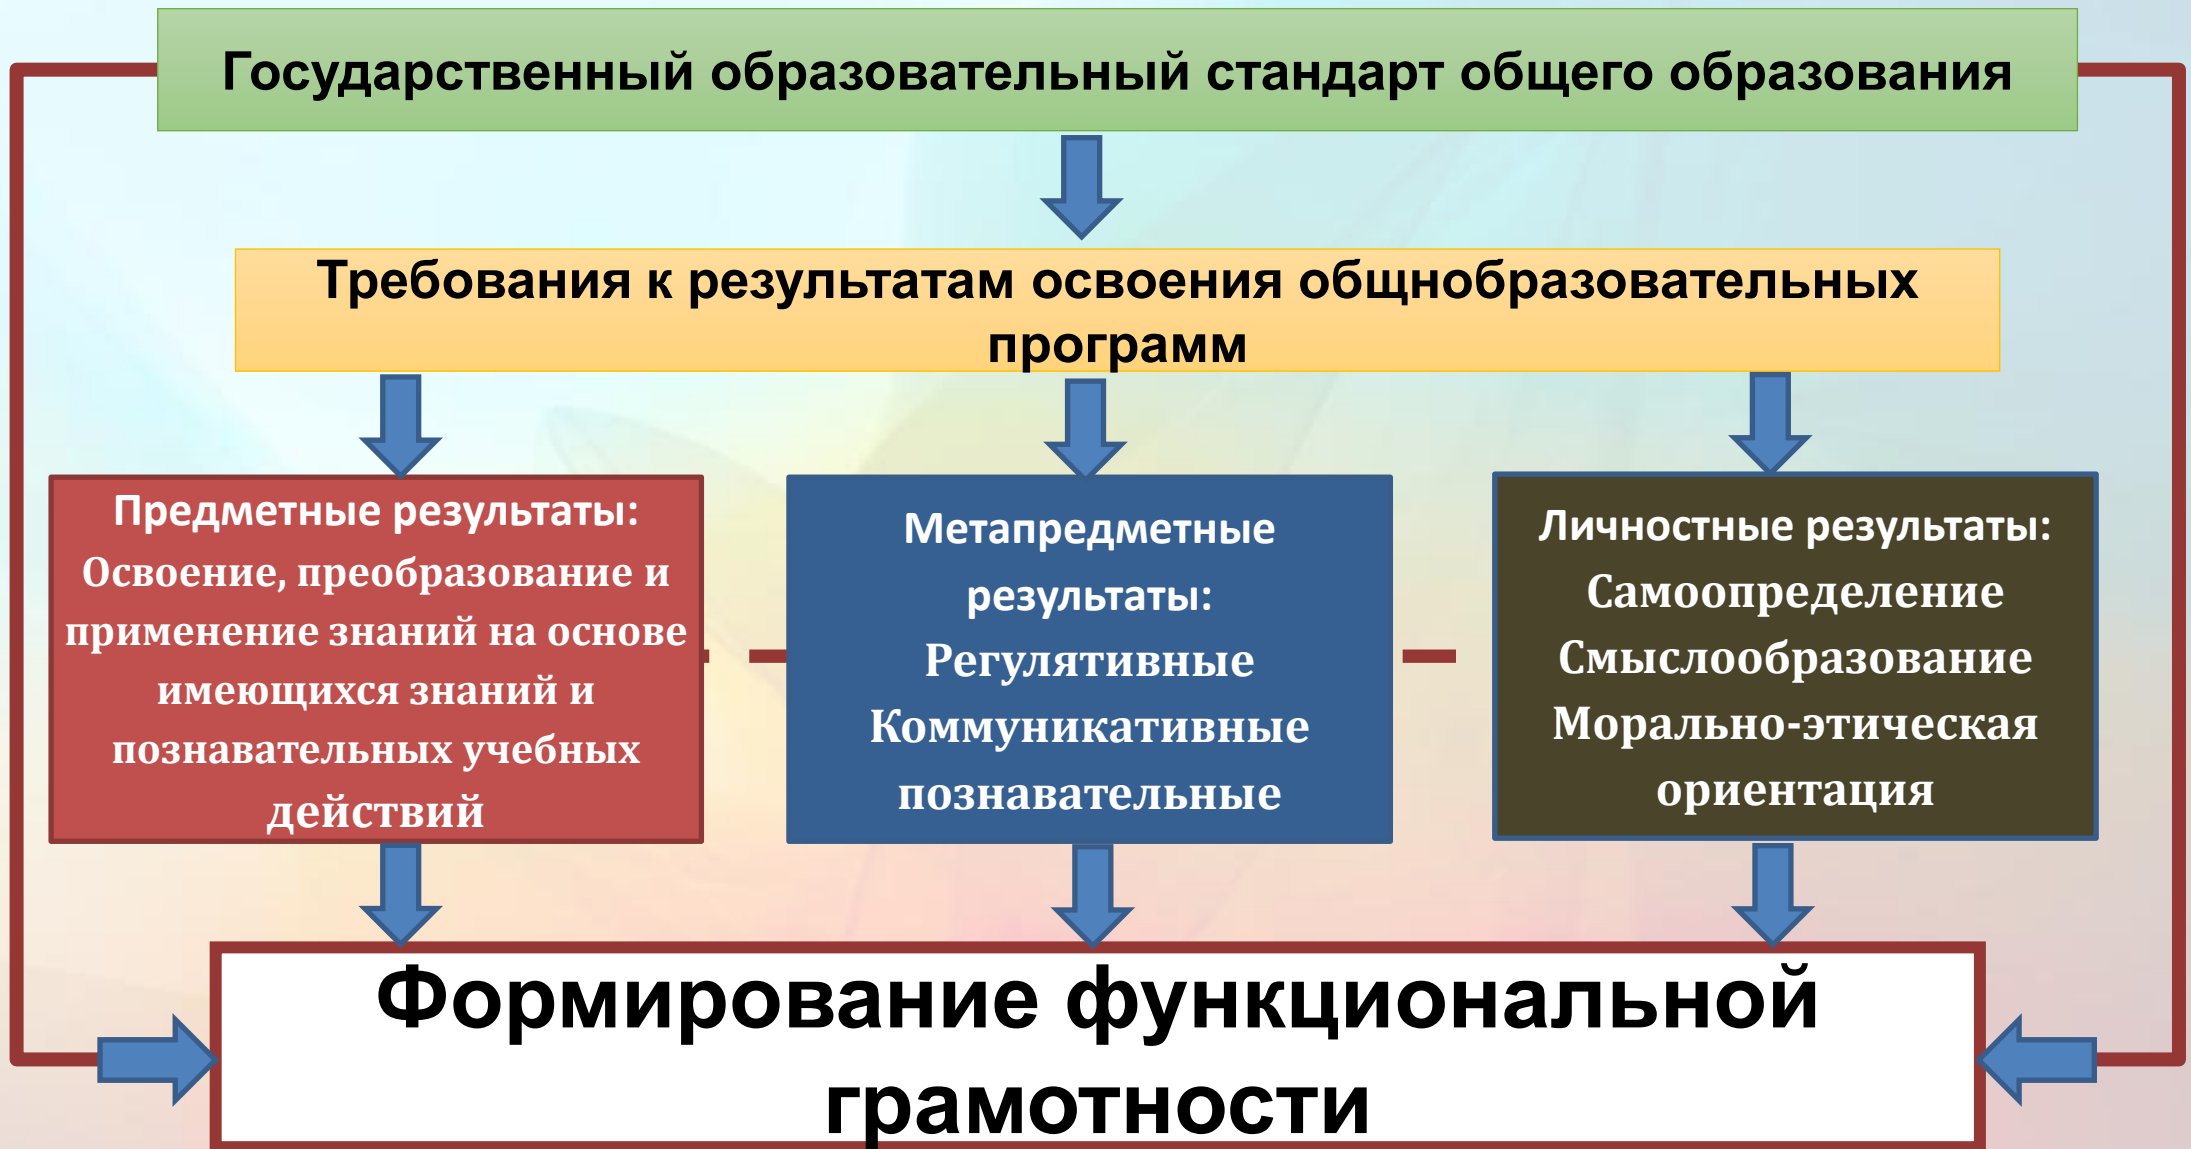 Государственный образовательный стандарт общего образования
Требования к результатам освоения общнобразовательных
программ
Предметные результаты:
Освоение, преобразование и
применение знаний на основе
имеющихся знаний и
познавательных учебных
действий
Метапредметные
результаты:
Регулятивные
Коммуникативные
познавательные
Личностные результаты:
Самоопределение
Смыслообразование
Морально-этическая
ориентация
Формирование функциональной
грамотности